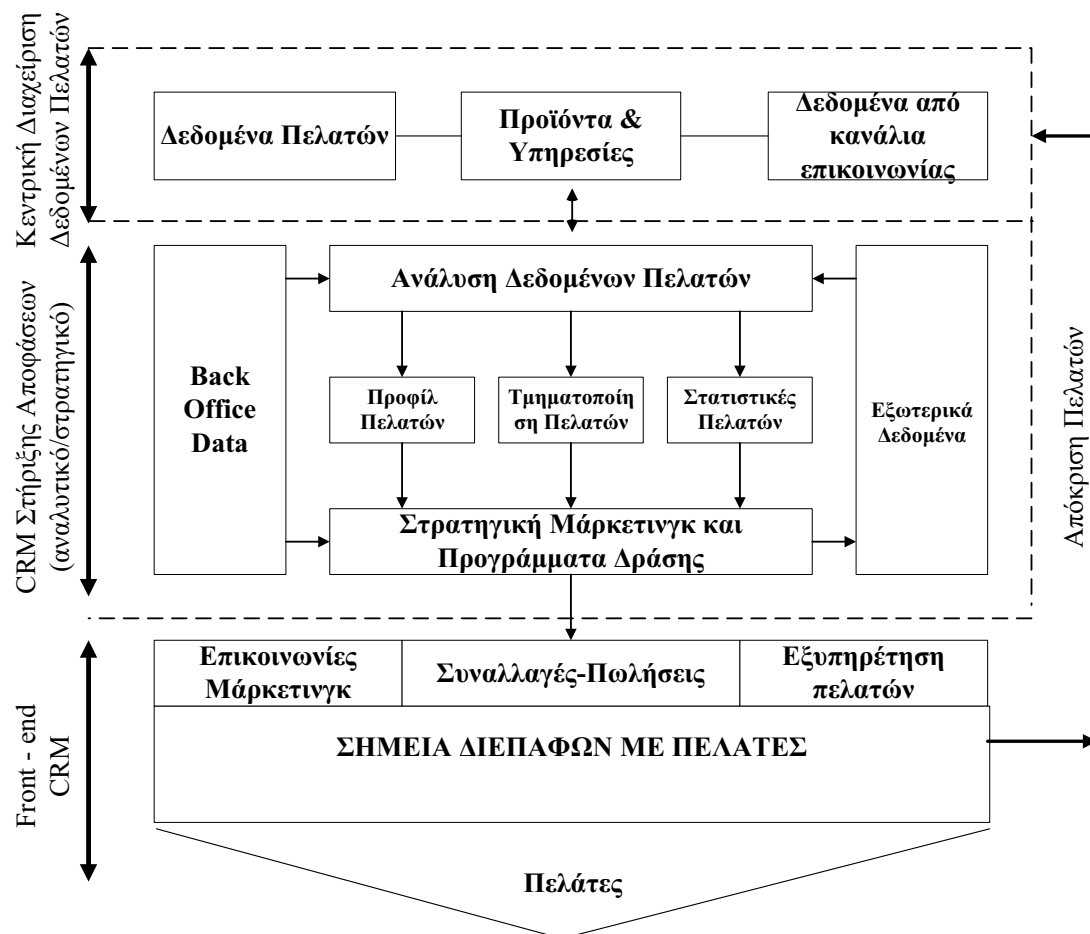 Κεντρική Διαχείριση
Δεδομένων Πελατών
Δεδομένα Πελατών
Προϊόντα &
Υπηρεσίες
Δεδομένα από
κανάλια
επικοινωνίας
CRM Στήριξης Αποφάσεων
(αναλυτικό/στρατηγικό)
Back
Office
Data
Ανάλυση Δεδομένων Πελατών
Προφίλ
Πελατών
Τμηματοποίη
ση Πελατών
Στατιστικές
Πελατών
Εξωτερικά
Δεδομένα
Στρατηγική Μάρκετινγκ και
Προγράμματα Δράσης
Απόκριση Πελατών
Front - end
CRM
Επικοινωνίες
Μάρκετινγκ
Συναλλαγές-Πωλήσεις
Εξυπηρέτηση
πελατών
ΣΗΜΕΙΑ ΔΙΕΠΑΦΩΝ ΜΕ ΠΕΛΑΤΕΣ
Πελάτες